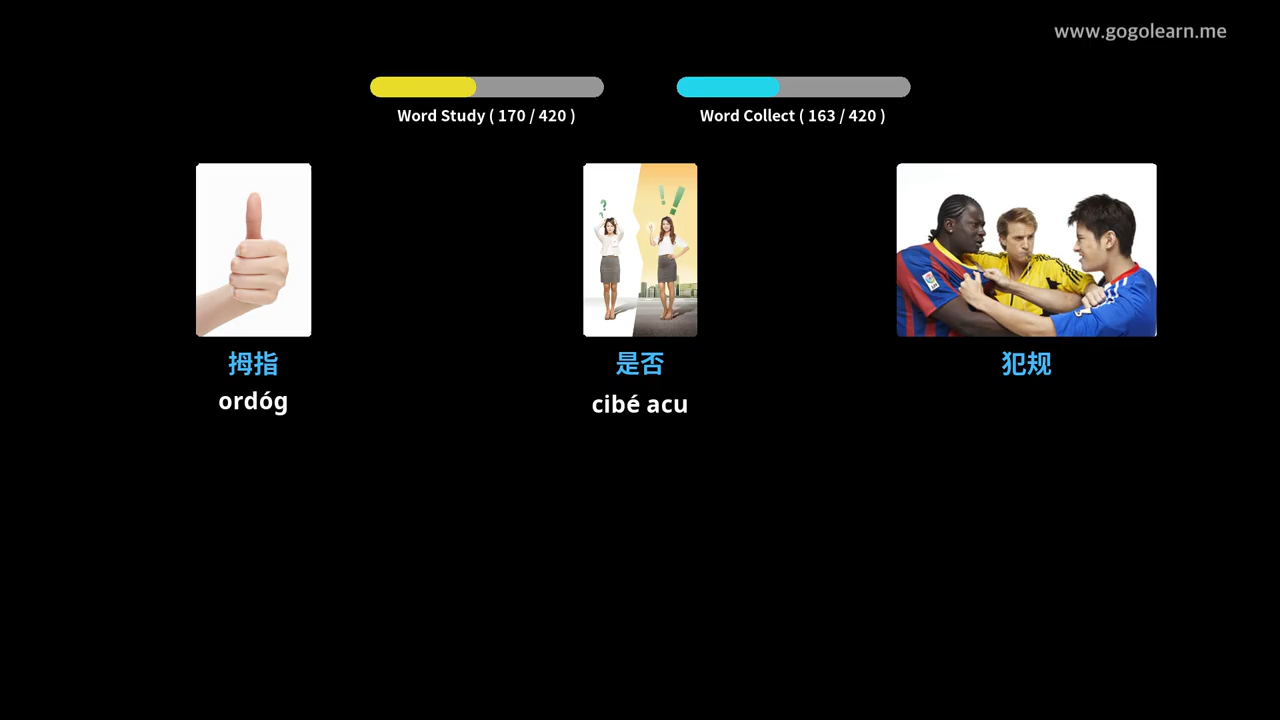 www.gogolearn.me
Word Study ( 170 / 420 )
Word Collect ( 163 / 420 )
拇指
是否
犯规
ordóg
cibé acu